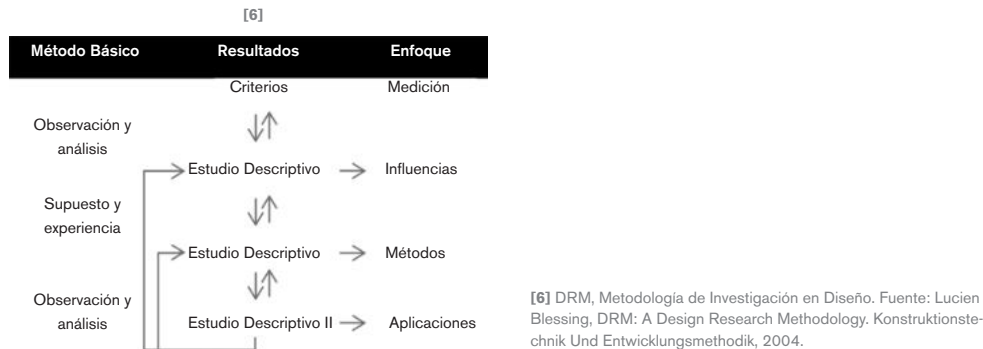 [6]
Método Básico Resultados Enfoque
Criterios Medición
Observación y
análisis
Estudio Descriptivo Influencias
Supuesto y
experiencia
Estudio Descriptivo Métodos
Observación y
análisis
Estudio Descriptivo II Aplicaciones
[6] DRM, Metodología de Investigación en Diseño. Fuente: Lucien
Blessing, DRM: A Design Research Methodology. Konstruktionste-
chnik Und Entwicklungsmethodik, 2004.